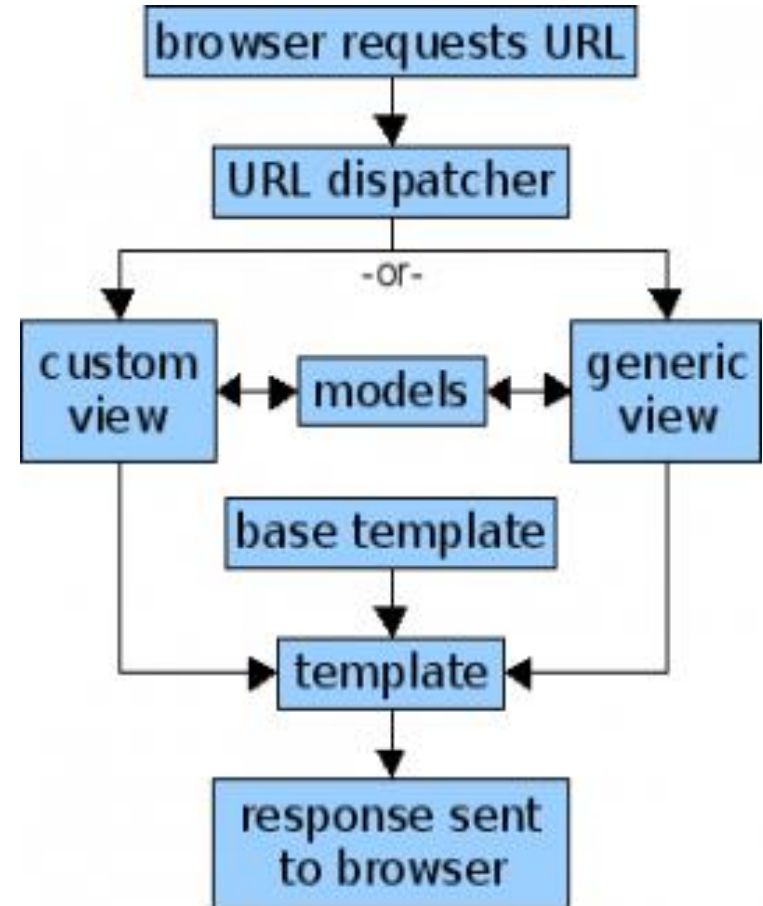 browser requests URL
URL dispatcher
-or-
custom
view
models
generic
view
base template
template
response sent
to browser